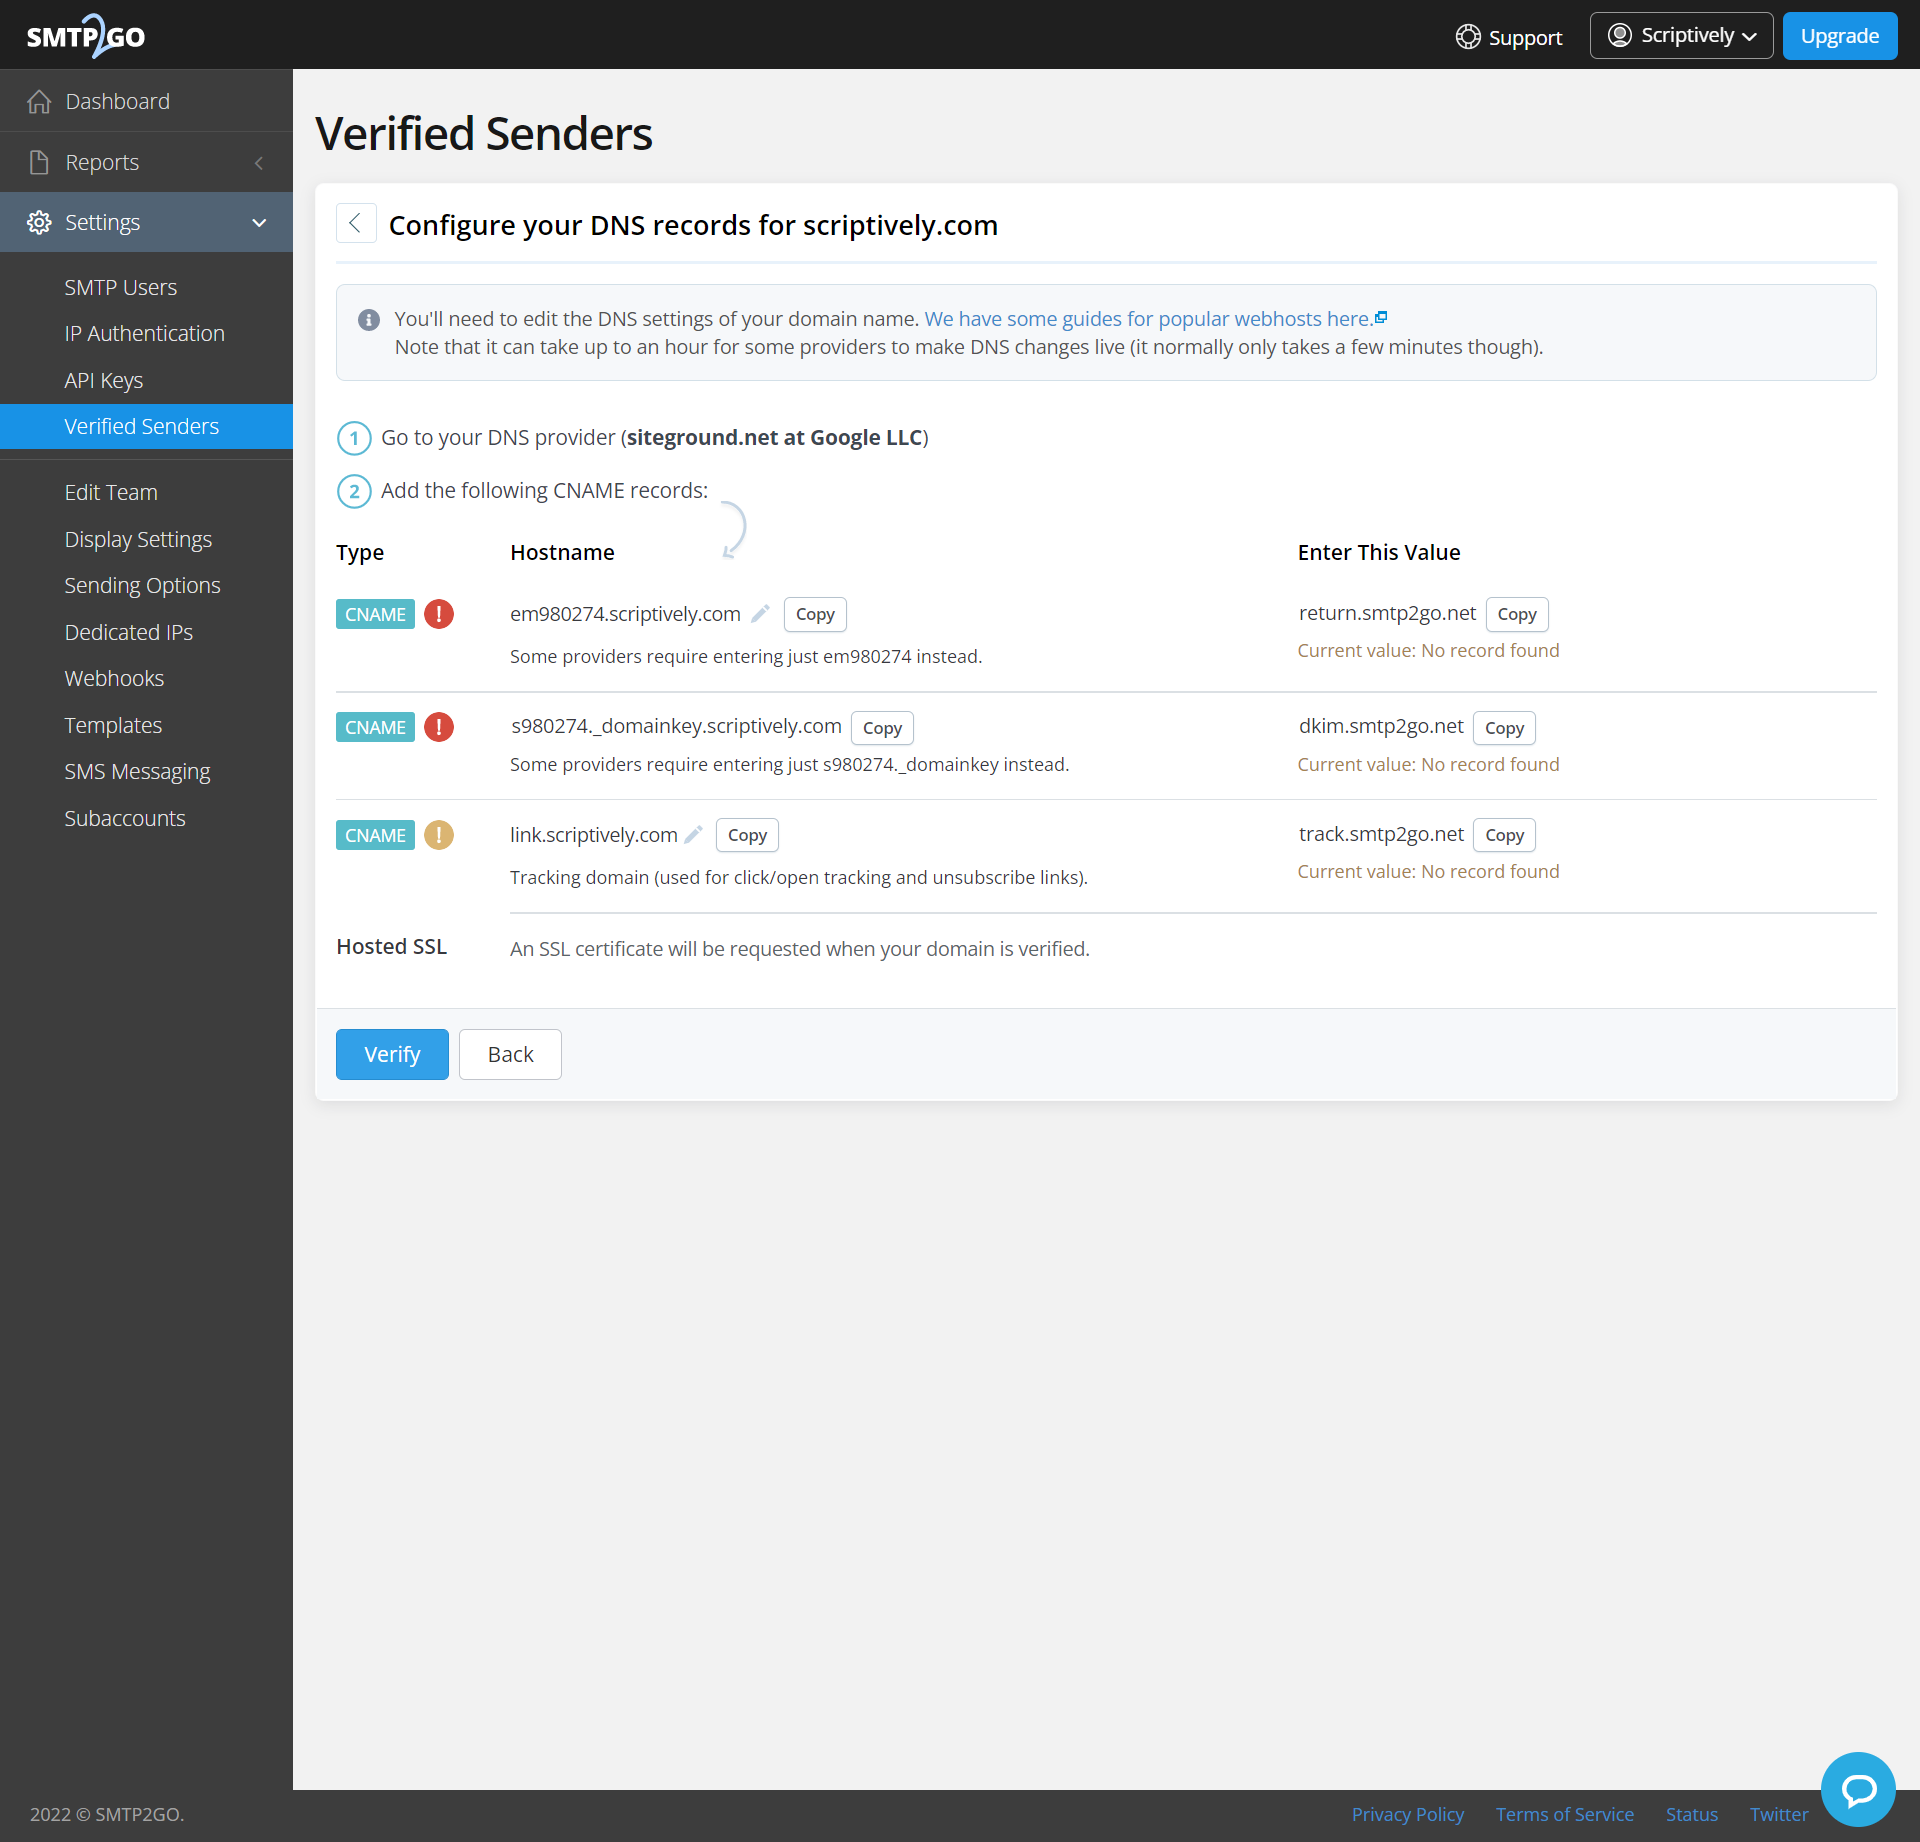 SMTP2GO
Support
Scriptively
Upgrade
Dashboard
Reports
Settings
SMTP Users
IP Authentication
API Keys
Verified Senders
Edit Team
Display Settings
Sending Options
Dedicated IPs
Webhooks
Templates
SMS Messaging
Subaccounts
Verified Senders
Configure your DNS records for scriptively.com
You'll need to edit the DNS settings of your domain name. We have some guides for popular webhosts here.
Note that it can take up to an hour for some providers to make DNS changes live (it normally only takes a few minutes though).
1 Go to your DNS provider (siteground.net at Google LLC)
2 Add the following CNAME records:
Type Hostname Enter This Value
CNAME ! em980274.scriptively.com Copy return.smtp2go.net Copy
Some providers require entering just em980274 instead. Current value: No record found
CNAME ! s980274._domainkey.scriptively.com Copy dkim.smtp2go.net Copy
Some providers require entering just s980274._domainkey instead. Current value: No record found
CNAME ! link.scriptively.com Copy track.smtp2go.net Copy
Tracking domain (used for click/open tracking and unsubscribe links). Current value: No record found
Hosted SSL An SSL certificate will be requested when your domain is verified.
Verify Back
2022 © SMTP2GO. Privacy Policy Terms of Service Status Twitter